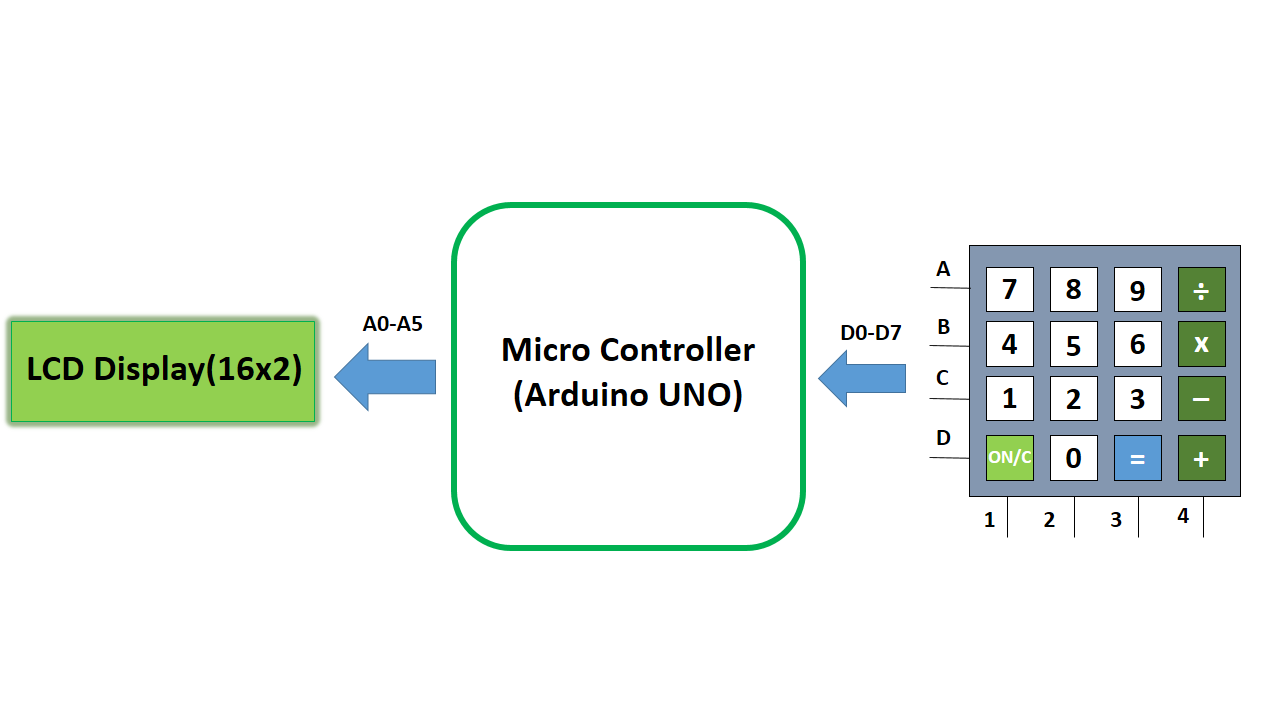 LCD Display(16x2)
A0-A5
Micro Controller
(Arduino UNO)
D0-D7
A
7 8 9 ÷
B
4 5 6 x
C
1 2 3 –
D
ON/C 0 = +
1 2 3 4